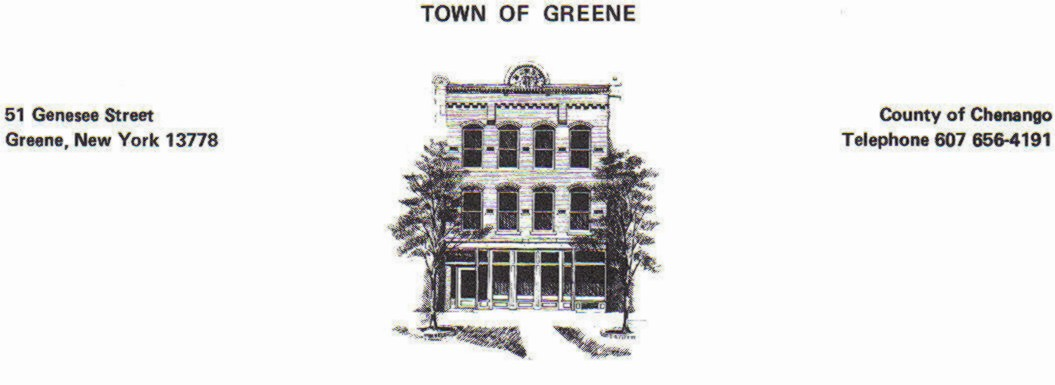 TOWN OF GREENE
51 Genesee Street
Greene, New York 13778
County of Chenango
Telephone 607 656-4191